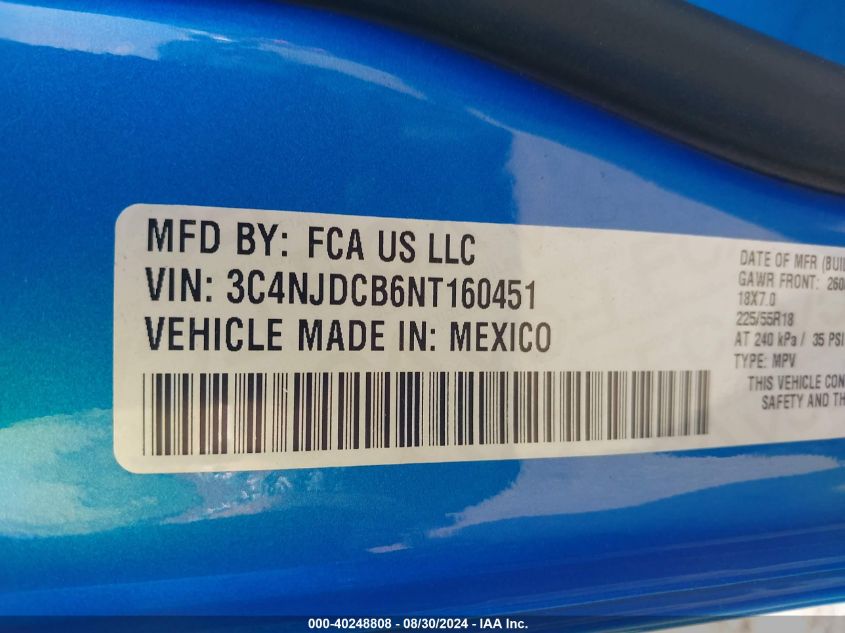 MFD BY: FCA US LLC
VIN: 3C4NJDCB6NT160451
VEHICLE MADE IN: MEXICO
DATE OF MFR
GAWR FRONT:
18X7.0
225/55R18
AT 240 kPa / 35 PSI
TYPE: MPV
THIS VEHICLE
SAFETY AND
000-40248808 - 08/30/2024 - IAA Inc.